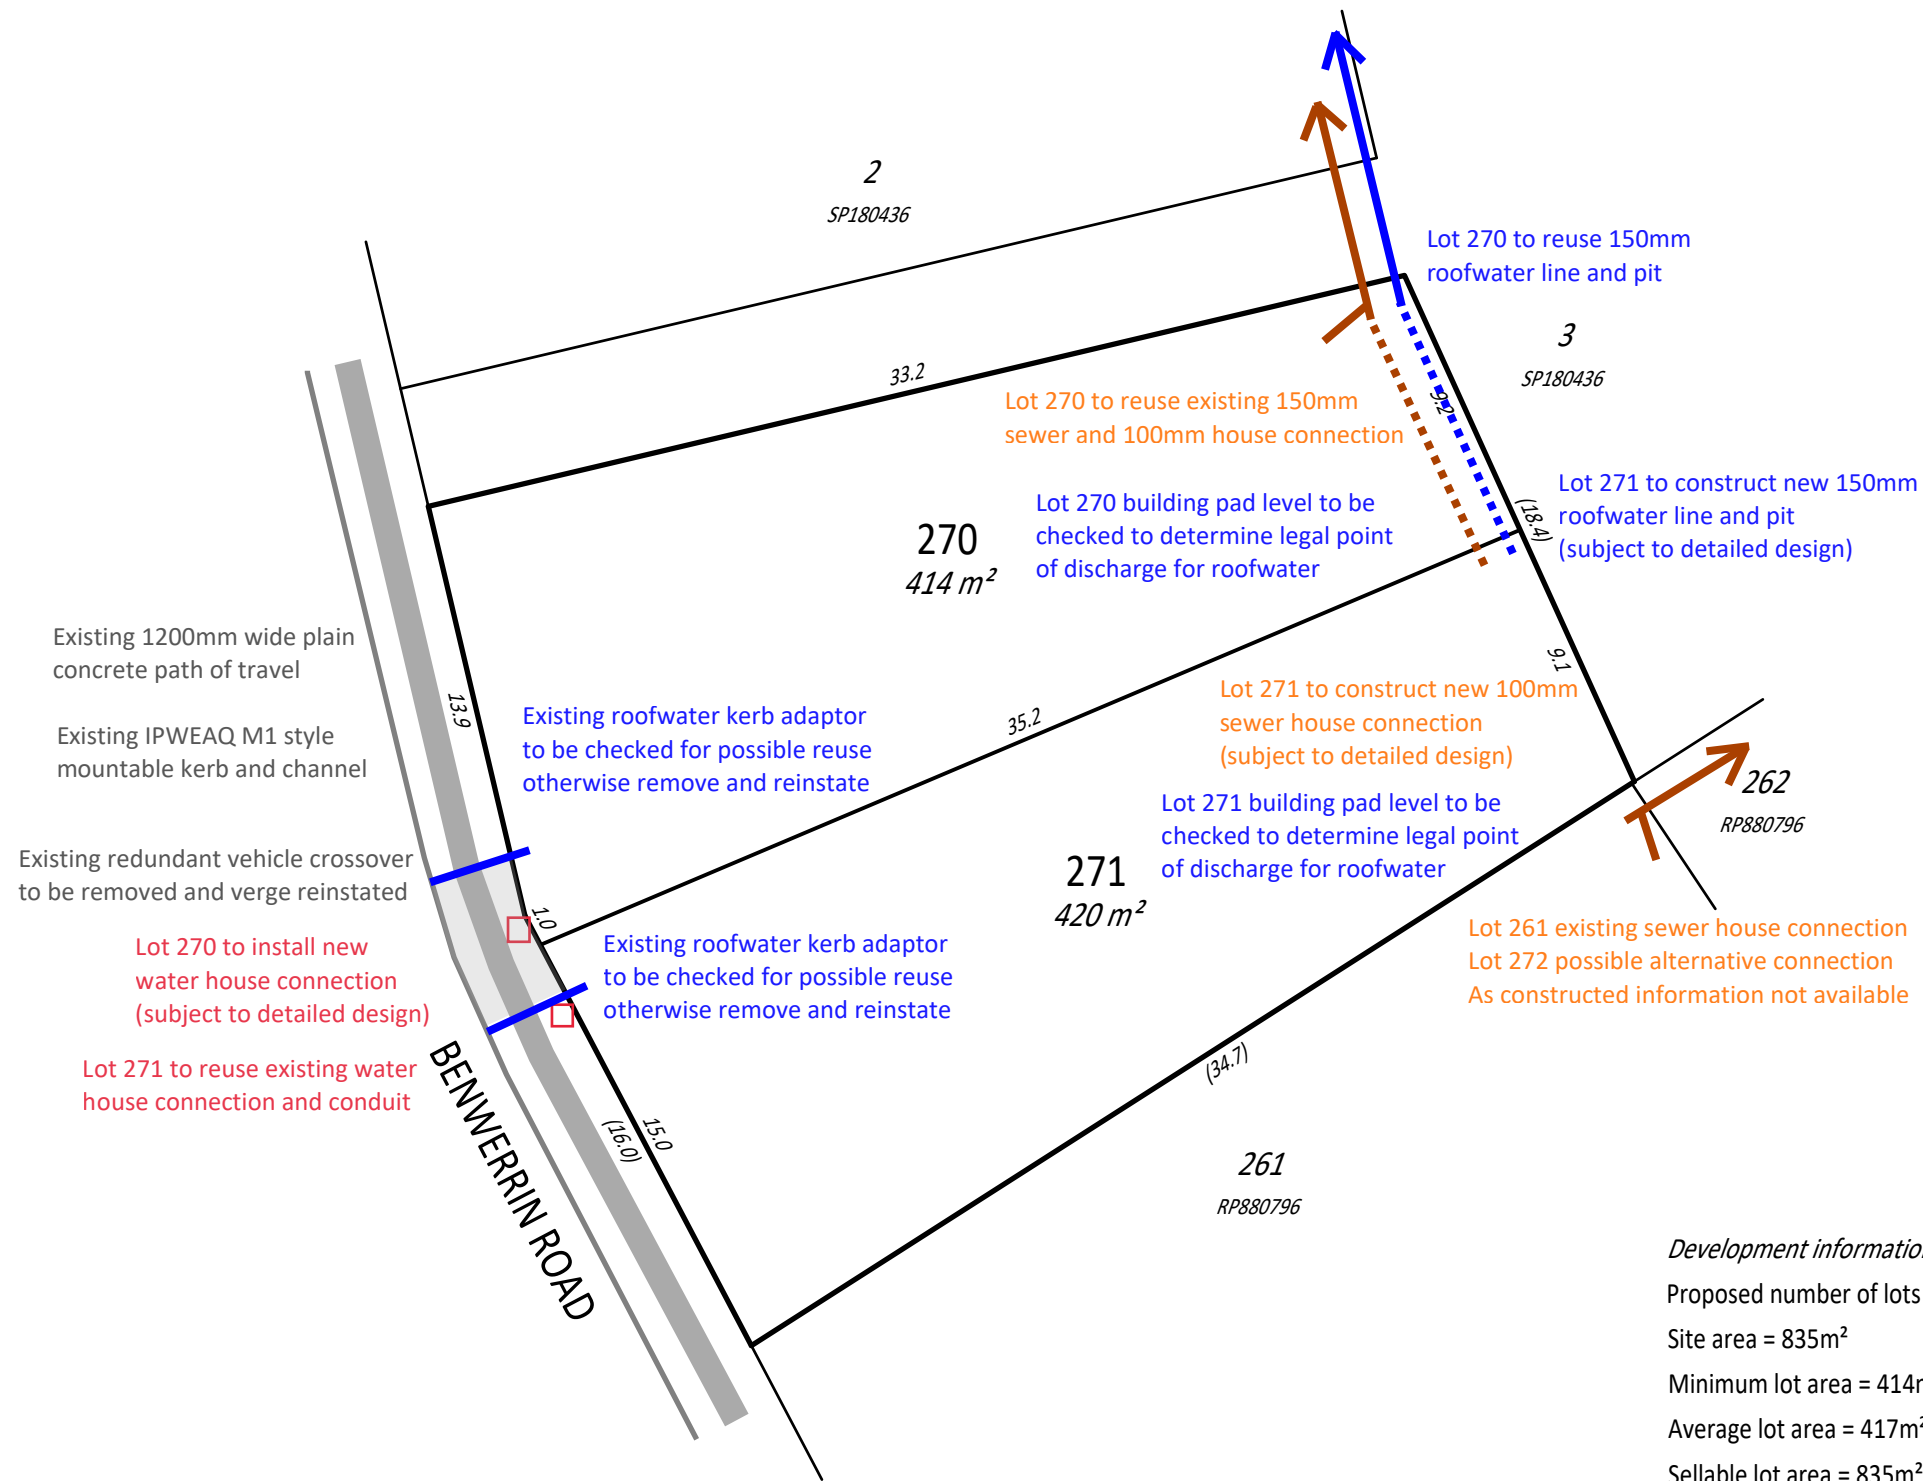 2
SP180436
Lot 270 to reuse 150mm
roofwater line and pit
3
SP180436
33.2
Lot 270 to reuse existing 150mm
sewer and 100mm house connection
9.2
Lot 270 building pad level to be
checked to determine legal point
of discharge for roofwater
270
414 m²
(18.4)
Lot 271 to construct new 150mm
roofwater line and pit
(subject to detailed design)
Existing 1200mm wide plain
concrete path of travel
Existing IPWEAQ M1 style
mountable kerb and channel
13.9
Existing roofwater kerb adaptor
to be checked for possible reuse
otherwise remove and reinstate
35.2
9.1
Lot 271 to construct new 100mm
sewer house connection
(subject to detailed design)
Lot 271 building pad level to be
checked to determine legal point
of discharge for roofwater
262
RP880796
Existing redundant vehicle crossover
to be removed and verge reinstated
271
420 m²
1.0
Lot 270 to install new
water house connection
(subject to detailed design)
Existing roofwater kerb adaptor
to be checked for possible reuse
otherwise remove and reinstate
Lot 261 existing sewer house connection
Lot 272 possible alternative connection
As constructed information not available
Lot 271 to reuse existing water
house connection and conduit
BENWERRIN ROAD
(16.0)
15.0
(34.7)
261
RP880796
Development information
Proposed number of lots
Site area = 835m²
Minimum lot area = 414m
Average lot area = 417m²
Sellable lot area = 835m²